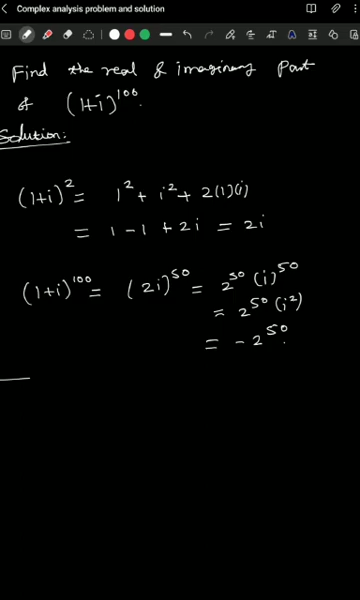 Complex analysis problem and solution
Find the real & imaginary Part
of (1+i)^100.
Solution:
(1+i)^2 = 1^2 + i^2 + 2(1)(i)
= 1 - 1 + 2i = 2i
(1+i)^100 = (2i)^50 = 2^50 (i)^50
= 2^50 (i^2)
= - 2^50.